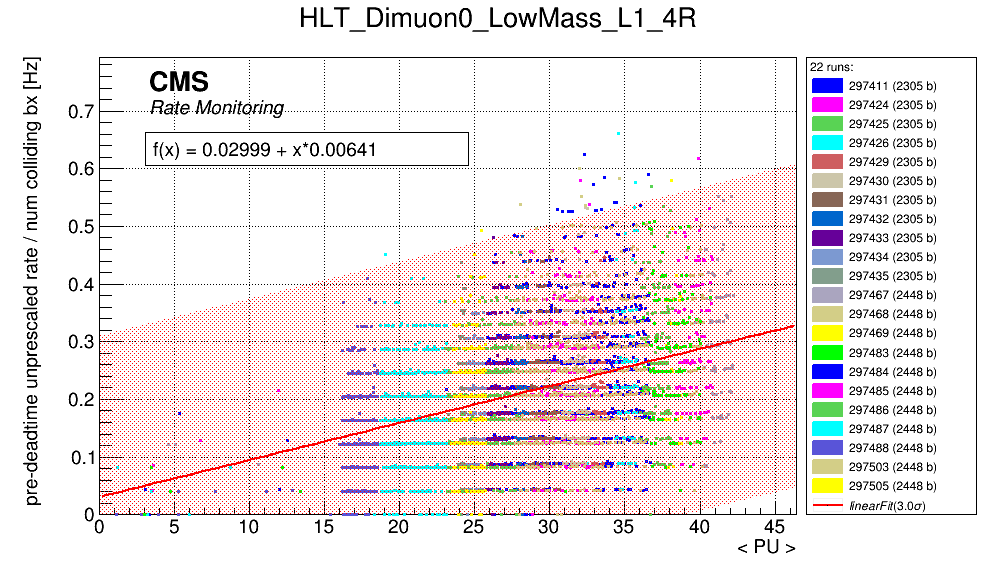 HLT_Dimuon0_LowMass_L1_4R
pre-deadtime unprescaled rate / num colliding bx [Hz]
CMS
Rate Monitoring
f(x) = 0.02999 + x*0.00641
0.7
0.6
0.5
0.4
0.3
0.2
0.1
0
0 5 10 15 20 25 30 35 40 45
< PU >
22 runs:
297411 (2305 b)
297424 (2305 b)
297425 (2305 b)
297426 (2305 b)
297429 (2305 b)
297430 (2305 b)
297431 (2305 b)
297432 (2305 b)
297433 (2305 b)
297434 (2305 b)
297435 (2305 b)
297467 (2448 b)
297468 (2448 b)
297469 (2448 b)
297483 (2448 b)
297484 (2448 b)
297485 (2448 b)
297486 (2448 b)
297487 (2448 b)
297488 (2448 b)
297503 (2448 b)
297505 (2448 b)
linearFit(3.0σ)